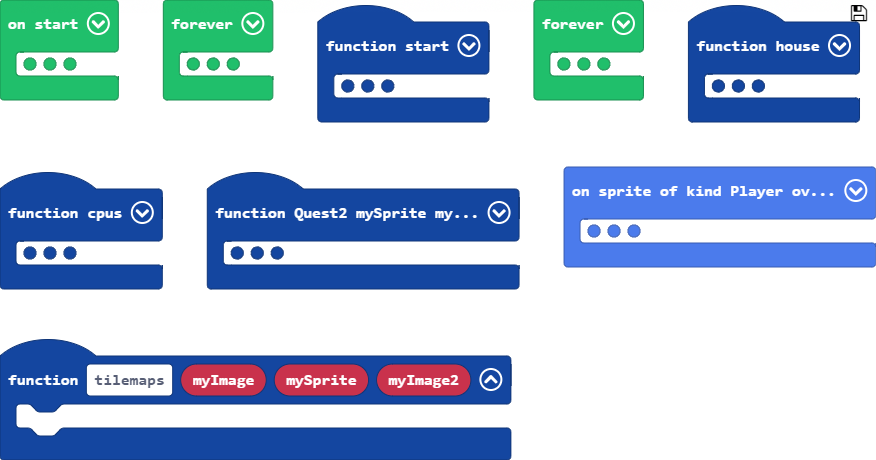 on start
forever
function start
forever
function house
function cpus
function Quest2 mySprite my...
on sprite of kind Player ov...
function tilemaps myImage mySprite myImage2